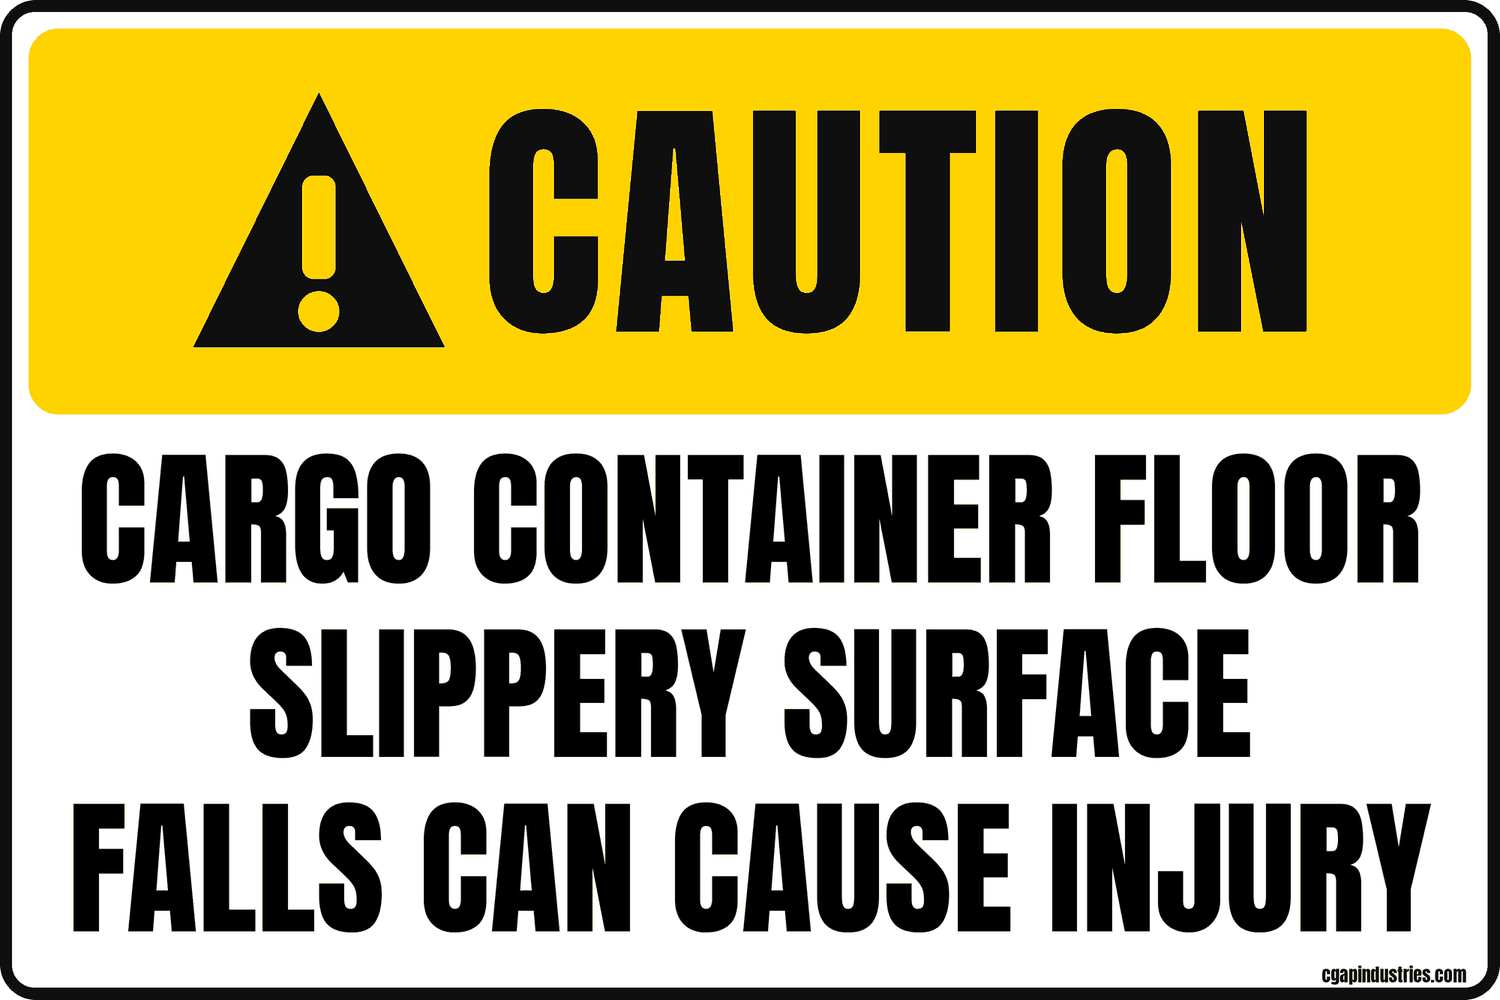 CAUTION
CARGO CONTAINER FLOOR
SLIPPERY SURFACE
FALLS CAN CAUSE INJURY
cgapindustries.com